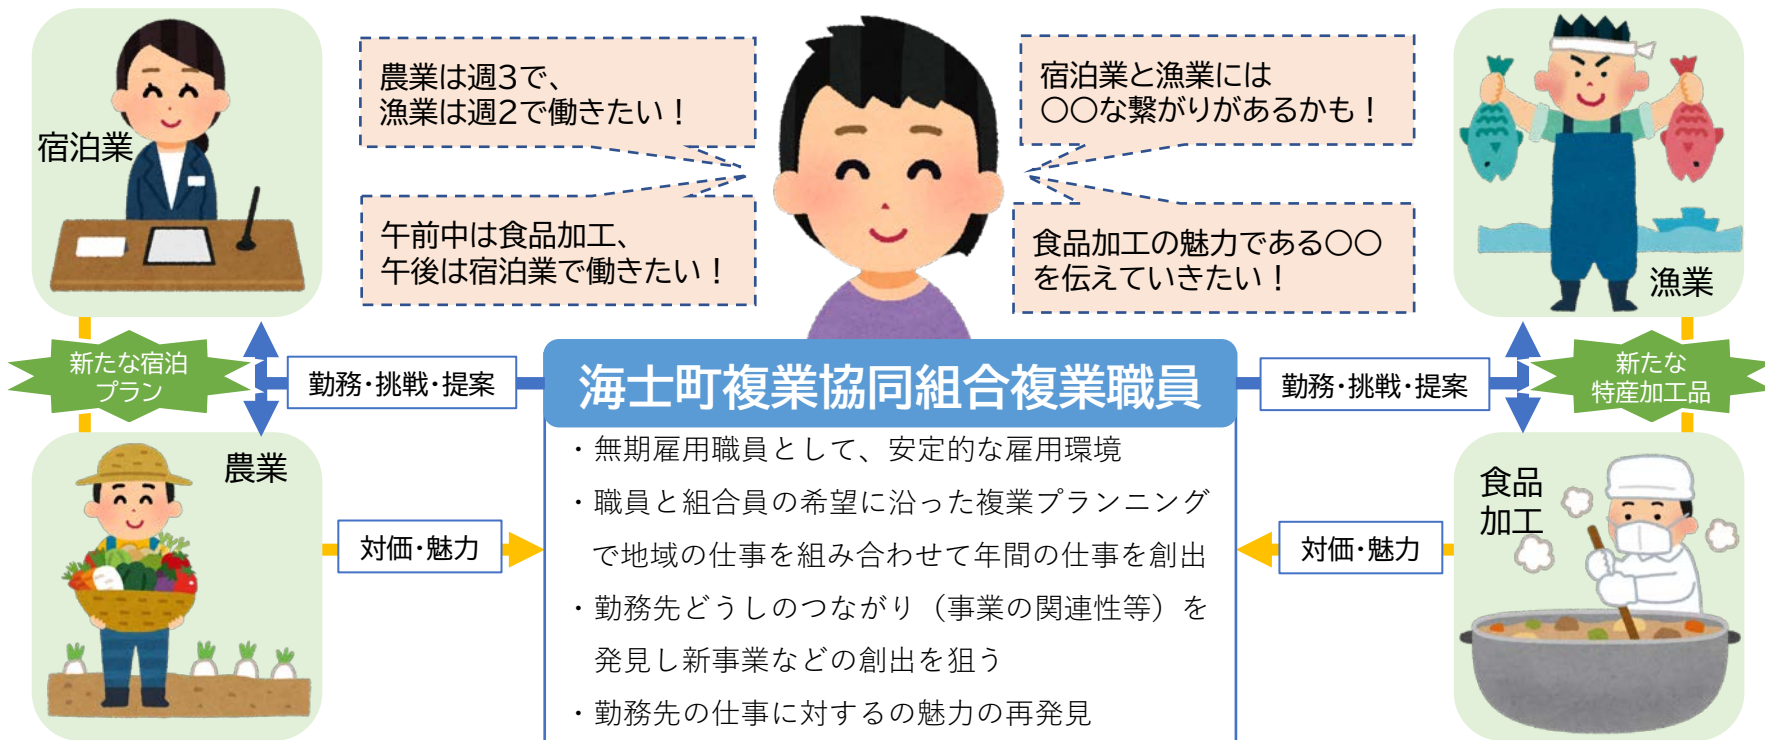 宿泊業
農業は週3で、
漁業は週2で働きたい！
午前中は食品加工、
午後は宿泊業で働きたい！
宿泊業と漁業には
〇〇な繋がりがあるかも！
食品加工の魅力である〇〇
を伝えていきたい！
漁業
新たな宿泊
プラン
勤務・挑戦・提案
海士町複業協同組合複業職員
勤務・挑戦・提案
新たな
特産加工品
農業
対価・魅力
・無期雇用職員として、安定的な雇用環境
・職員と組合員の希望に沿った複業プランニング
で地域の仕事を組み合わせて年間の仕事を創出
・勤務先どうしのつながり（事業の関連性等）を
発見し新事業などの創出を狙う
・勤務先の仕事に対するの魅力の再発見
対価・魅力
食品
加工